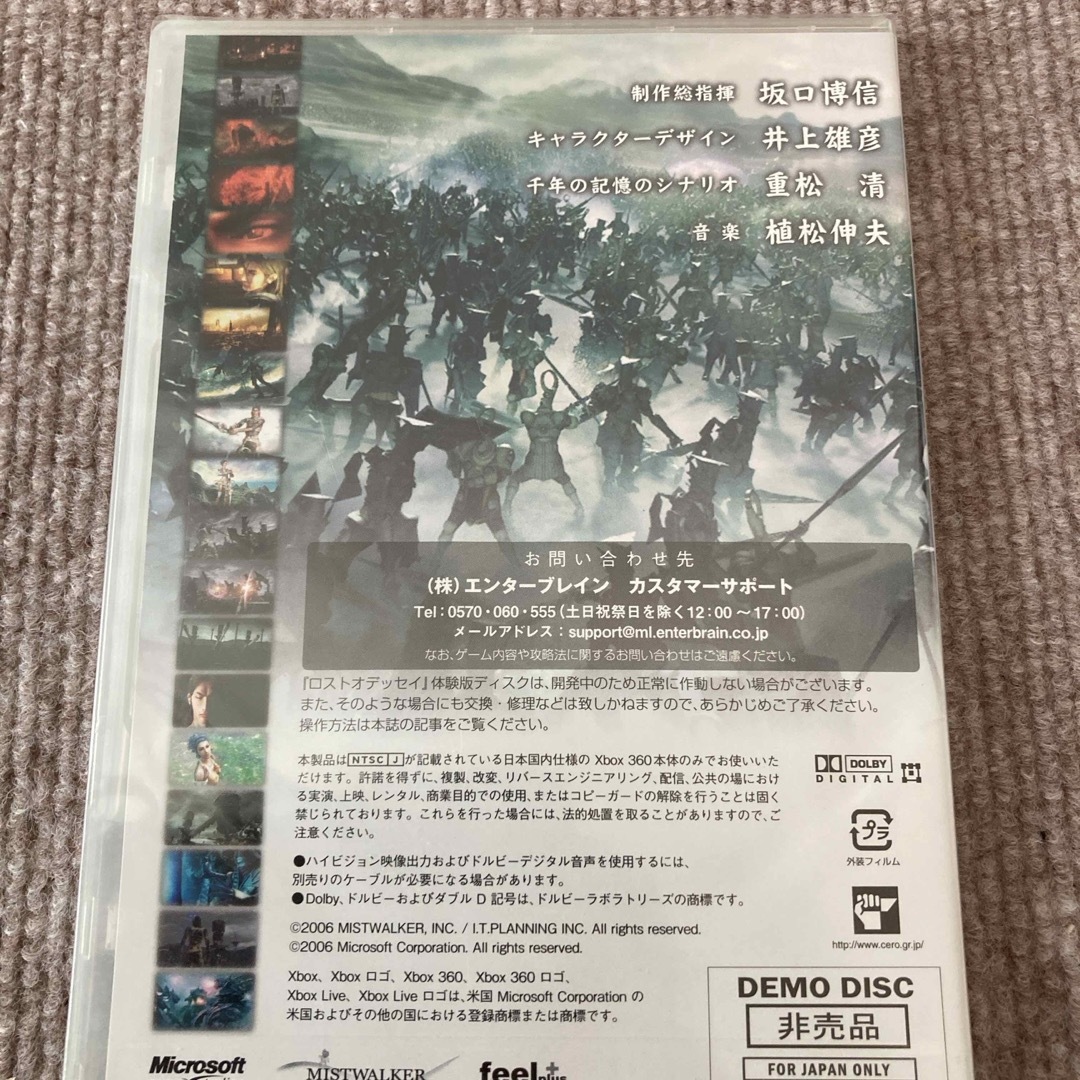 制作総指揮 坂口博信
キャラクターデザイン 井上雄彦
千年の記憶のシナリオ 重松 清
音楽 植松伸夫
お問い合わせ先
（株）エンターブレイン カスタマーサポート
Tel：0570・060・555（土日祝祭日を除く12：00～17：00）
メールアドレス：support@ml.enterbrain.co.jp
なお、ゲーム内容や攻略法に関するお問い合わせはご遠慮ください。
『ロストオデッセイ』体験版ディスクは、開発中のため正常に作動しない場合がございます。
また、そのような場合にも交換・修理などは致しかねますので、あらかじめご了承ください。
操作方法は本誌の記事をご覧ください。
本製品は NTSC J が記載されている日本国内仕様の Xbox 360本体のみでお使いいた
だけます。許諾を得ずに、複製、改変、リバースエンジニアリング、配信、公共の場におけ
る実演、上映、レンタル、商業目的での使用、またはコピーガードの解除を行うことは固く
禁じられております。これらを行った場合には、法的処置を取ることがありますので、ご
注意ください。
DOLBY
DIGITAL
プラ
外装フィルム
●ハイビジョン映像出力およびドルビーデジタル音声を使用するには、
別売りのケーブルが必要になる場合があります。
●Dolby、ドルビーおよびダブル D 記号は、ドルビーラボラトリーズの商標です。
http://www.cero.gr.jp/
©2006 MISTWALKER, INC. / I.T.PLANNING INC. All rights reserved.
©2006 Microsoft Corporation. All rights reserved.
Xbox、Xbox ロゴ、Xbox 360、Xbox 360 ロゴ、
Xbox Live、Xbox Live ロゴは、米国 Microsoft Corporation の
米国およびその他の国における登録商標または商標です。
DEMO DISC
非売品
FOR JAPAN ONLY
Microsoft
MISTWALKER
feel+
plus